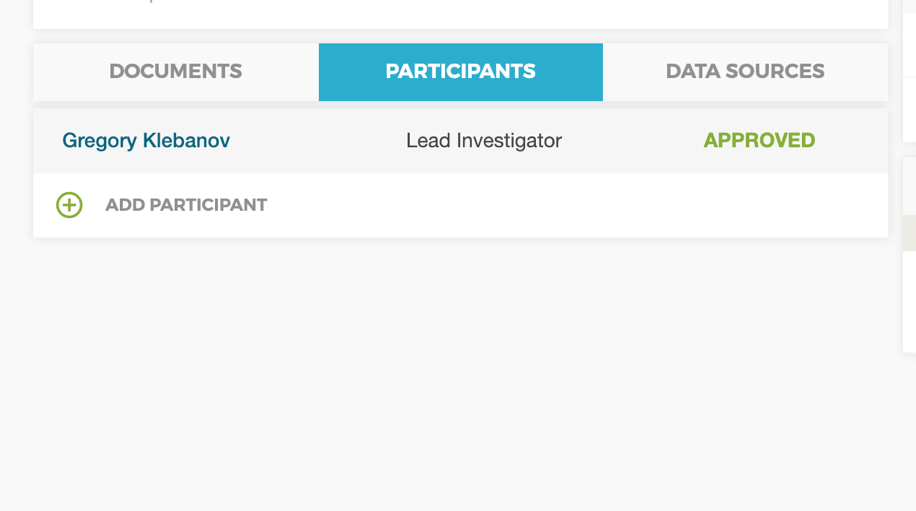 DOCUMENTS PARTICIPANTS DATA SOURCES
Gregory Klebanov Lead Investigator APPROVED
ADD PARTICIPANT